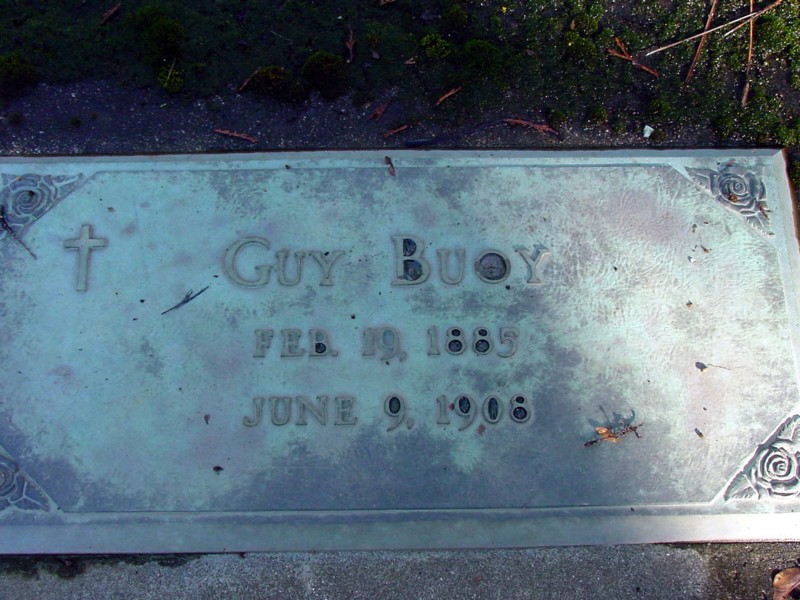 Guy Buoy
Feb. 19, 1885
June 9, 1908